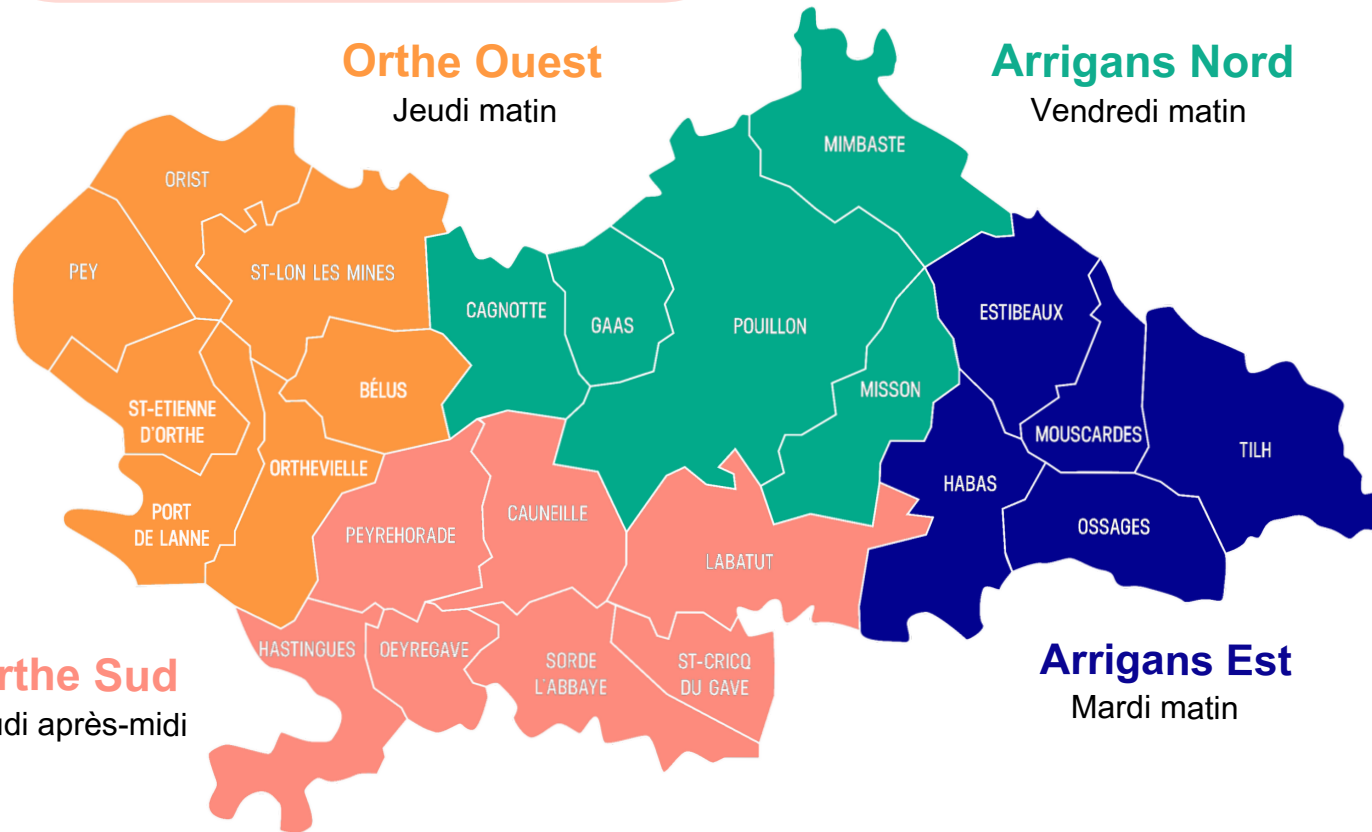 Orthe Ouest
Jeudi matin
Arrigans Nord
Vendredi matin
MIMBASTE
ORIST
PEY
ST-LON LES MINES
CAGNOTTE
GAAS
POUILLON
ESTIBEAUX
BÉLUS
MISSON
ST-ETIENNE
D'ORTHE
MOUSCARDES
TILH
ORTHEVIELLE
HABAS
PORT
DE LANNE
PEYREHORADE
CAUNEILLE
OSSAGES
LABATUT
HASTINGUES
OEYREGAVE
SORDE
L'ABBAYE
ST-CRICQ
DU GAVE
rthe Sud
udi après-midi
Arrigans Est
Mardi matin